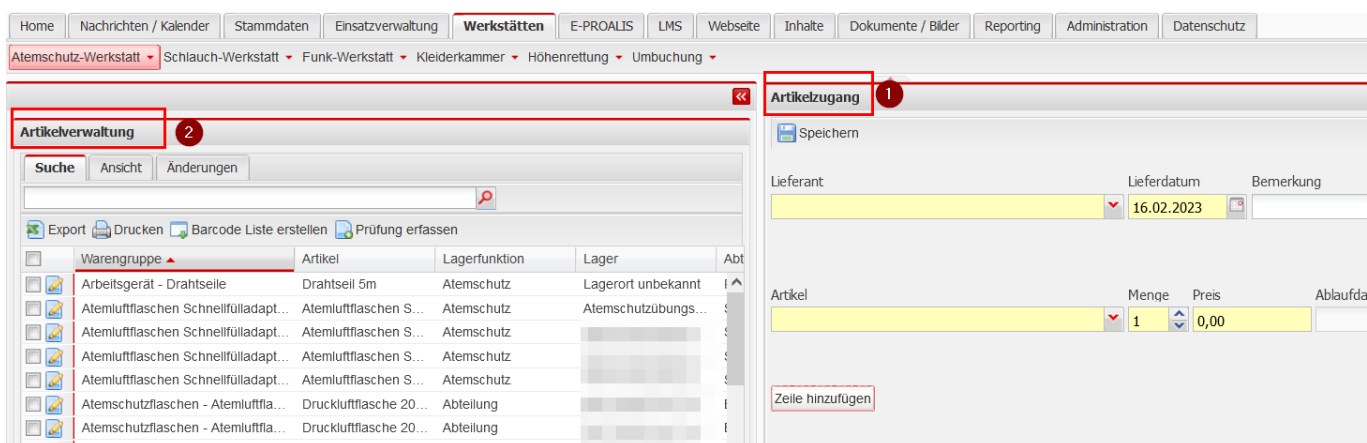 Home Nachrichten / Kalender Stammdaten Einsatzverwaltung Werkstätten E-PROALIS LMS Webseite Inhalte Dokumente / Bilder Reporting Administration Datenschutz
Atemschutz-Werkstatt Schlauch-Werkstatt Funk-Werkstatt Kleiderkammer Höhenrettung Umbuchung
Artikelverwaltung 2
Suche Ansicht Änderungen
Export Drucken Barcode Liste erstellen Prüfung erfassen
Warengruppe Artikel Lagerfunktion Lager Abt
Arbeitsgerät - Drahtseile Drahtseil 5m Atemschutz Lagerort unbekannt
Atemluftflaschen Schnellfülladapt... Atemluftflaschen S... Atemschutz Atemschutzübungs...
Atemluftflaschen Schnellfülladapt... Atemluftflaschen S... Atemschutz
Atemluftflaschen Schnellfülladapt... Atemluftflaschen S... Atemschutz
Atemluftflaschen Schnellfülladapt... Atemluftflaschen S... Atemschutz
Atemschutzflaschen - Atemluftfla... Druckluftflasche 20... Abteilung
Atemschutzflaschen - Atemluftfla... Druckluftflasche 20... Abteilung
Artikelzugang 1
Speichern
Lieferant Lieferdatum Bemerkung
16.02.2023
Artikel Menge Preis Ablaufda
1 0,00
Zeile hinzufügen